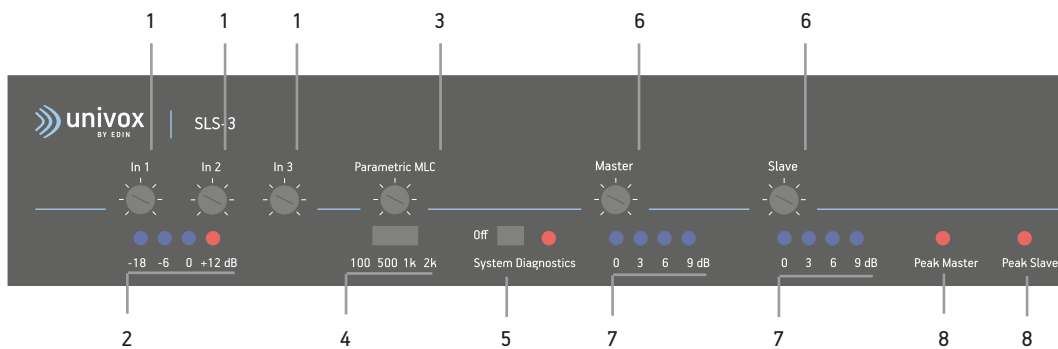 1 1 1 3 6 6
univox
BY EDIN
SLS-3
In 1 In 2 In 3 Parametric MLC Master Slave
Off
-18 -6 0 +12 dB 100 500 1k 2k System Diagnostics 0 3 6 9 dB 0 3 6 9 dB Peak Master Peak Slave
2 4 5 7 7 8 8